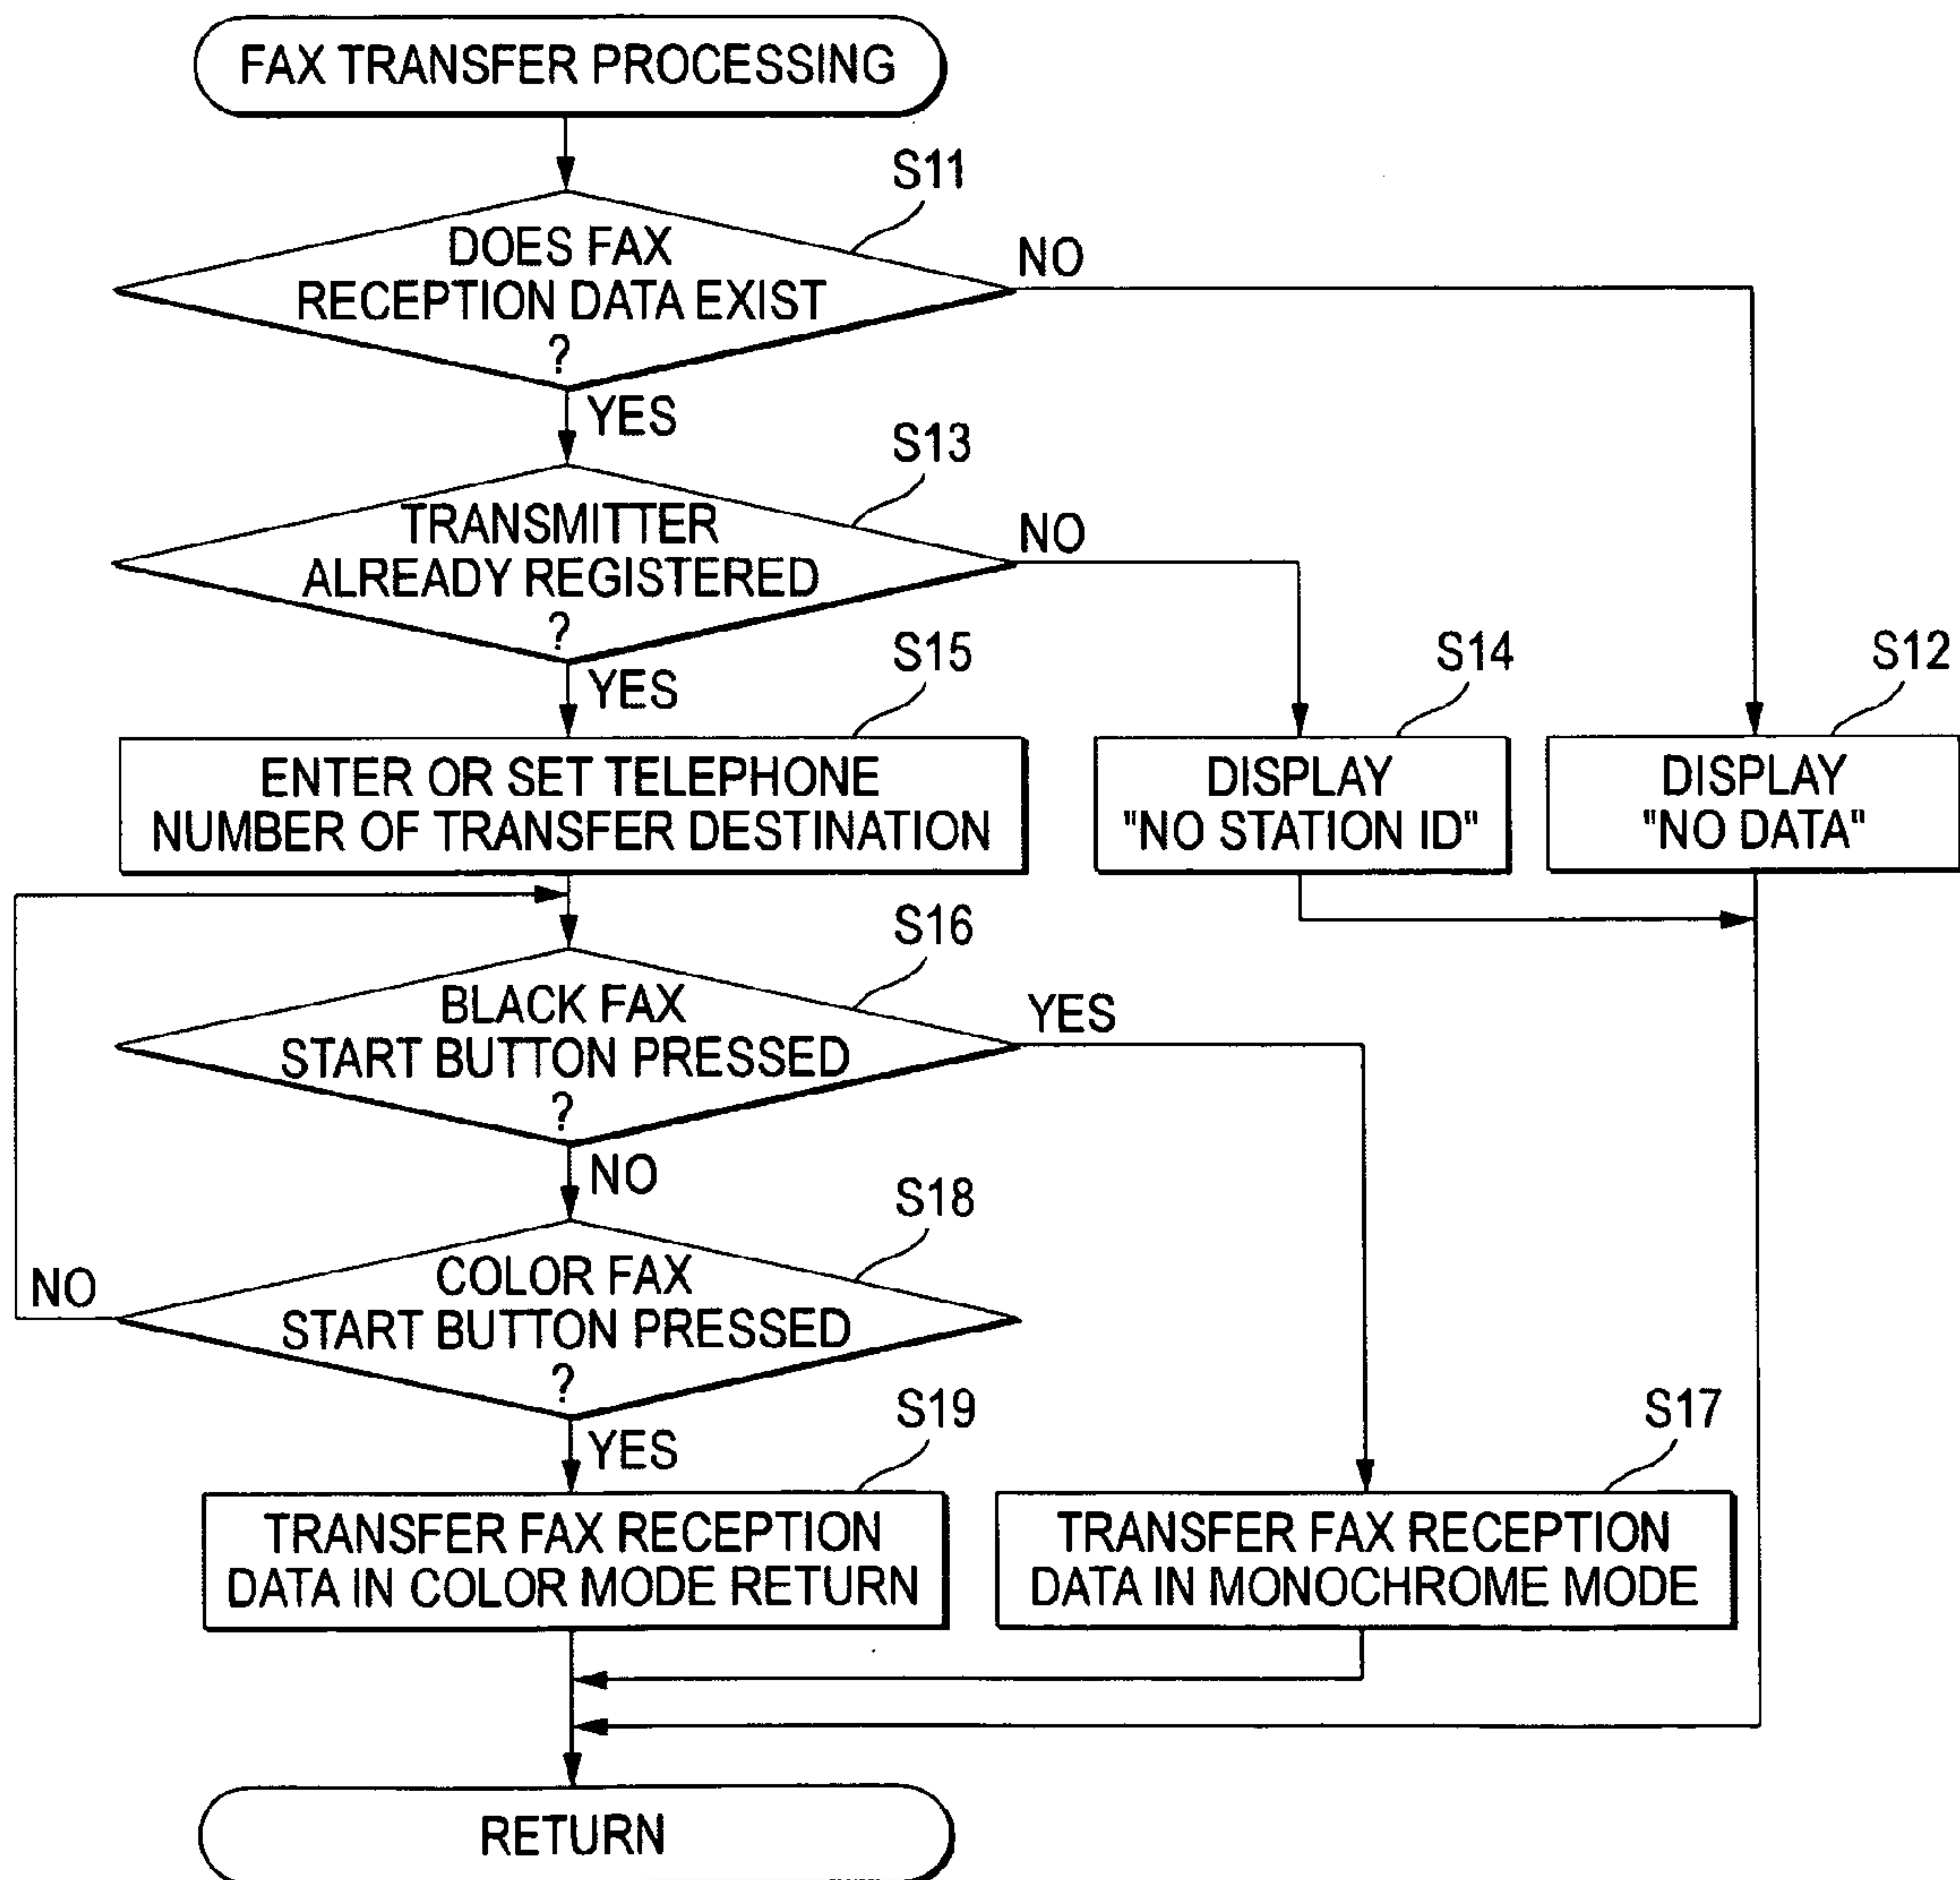 FAX TRANSFER PROCESSING
S11
DOES FAX
RECEPTION DATA EXIST
?
NO
YES
S13
TRANSMITTER
ALREADY REGISTERED
?
NO
YES
S15
ENTER OR SET TELEPHONE
NUMBER OF TRANSFER DESTINATION
S14
DISPLAY
"NO STATION ID"
S12
DISPLAY
"NO DATA"
S16
BLACK FAX
START BUTTON PRESSED
?
YES
NO
S18
COLOR FAX
START BUTTON PRESSED
?
NO
YES
S19
TRANSFER FAX RECEPTION
DATA IN COLOR MODE RETURN
S17
TRANSFER FAX RECEPTION
DATA IN MONOCHROME MODE
RETURN